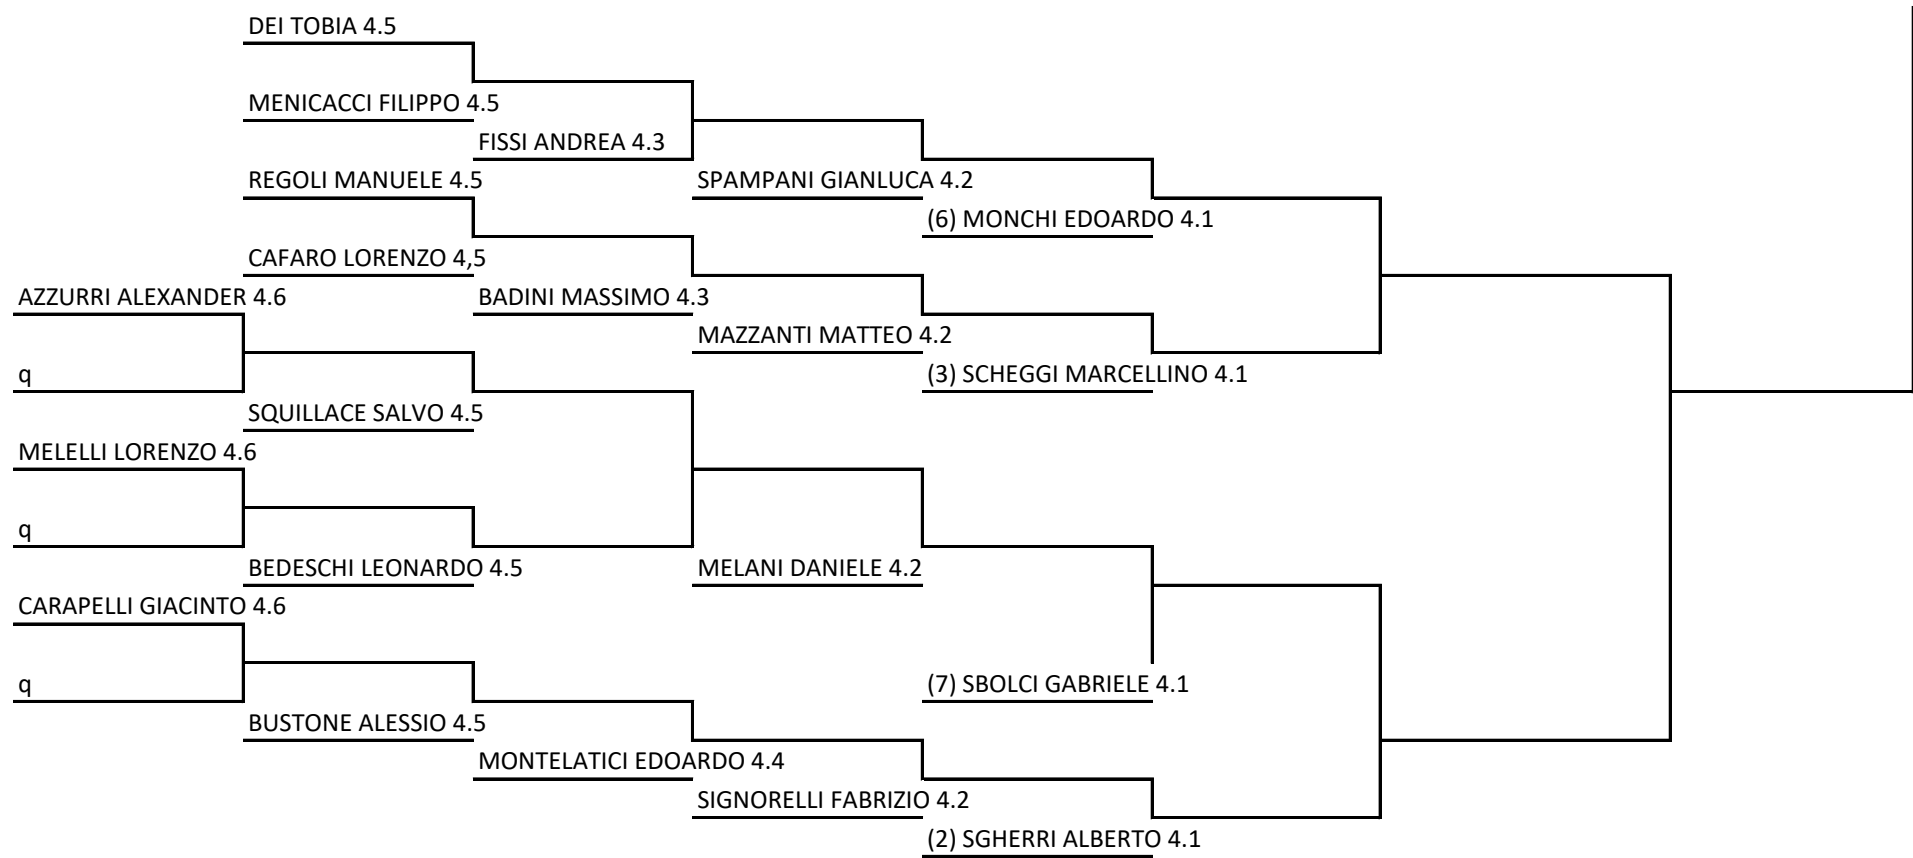 DEI TOBIA 4.5
MENICACCI FILIPPO 4.5
FISSI ANDREA 4.3
REGOLI MANUELE 4.5
SPAMPANI GIANLUCA 4.2
(6) MONCHI EDOARDO 4.1
CAFARO LORENZO 4,5
AZZURRI ALEXANDER 4.6
BADINI MASSIMO 4.3
MAZZANTI MATTEO 4.2
q
(3) SCHEGGI MARCELLINO 4.1
SQUILLACE SALVO 4.5
MELELLI LORENZO 4.6
q
BEDESCHI LEONARDO 4.5
MELANI DANIELE 4.2
CARAPELLI GIACINTO 4.6
q
(7) SBOLCI GABRIELE 4.1
BUSTONE ALESSIO 4.5
MONTELATICI EDOARDO 4.4
SIGNORELLI FABRIZIO 4.2
(2) SGHERRI ALBERTO 4.1